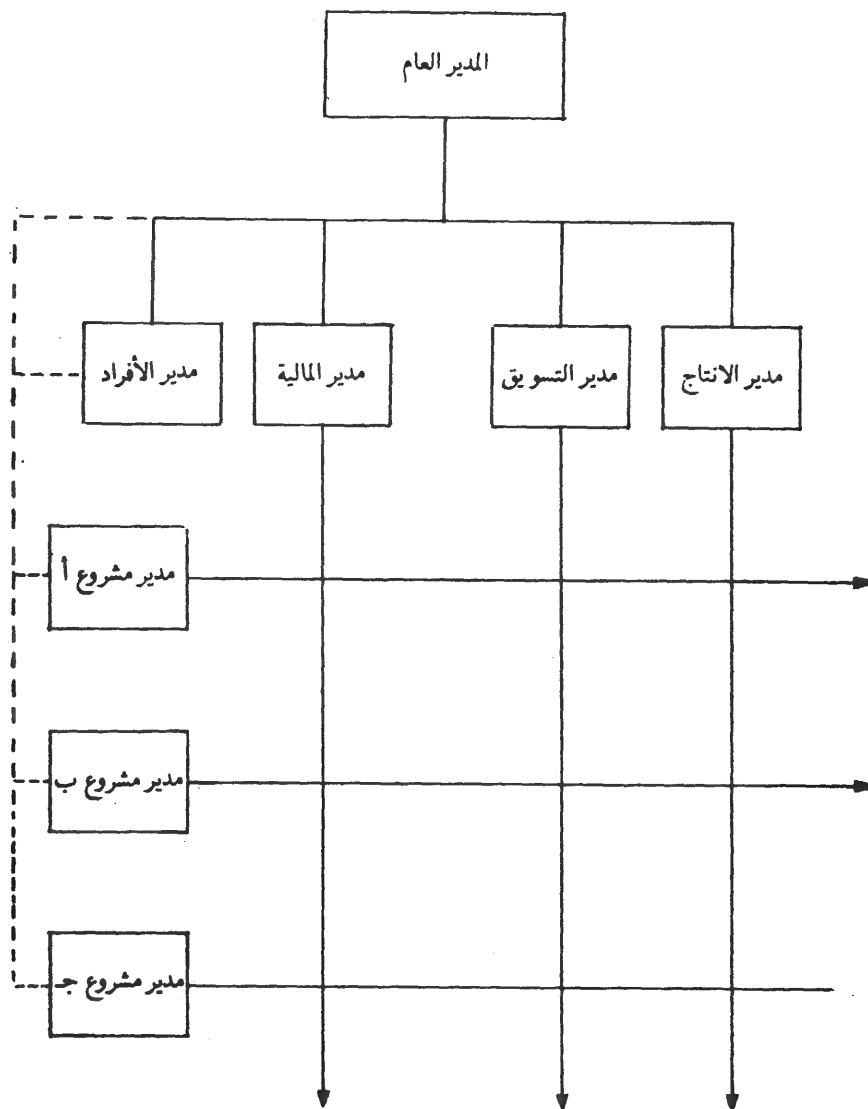 المدير العام
مدير الانتاج
مدير التسويق
مدير المالية
مدير الأفراد
مدير مشروع أ
مدير مشروع ب
مدير مشروع جـ